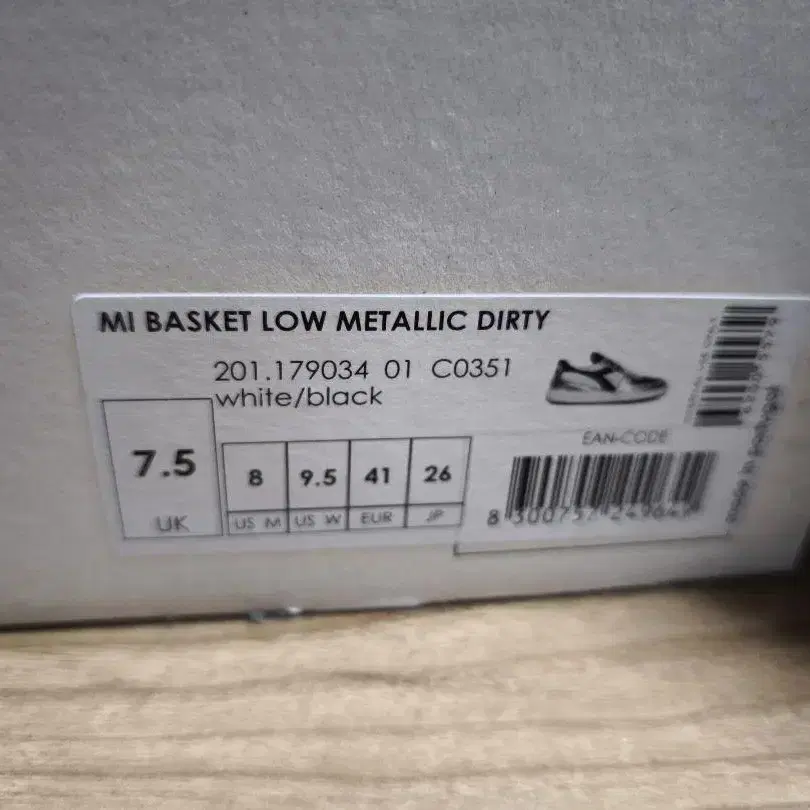 MI BASKET LOW METALLIC DIRTY
201.179034 01 C0351
white/black
7.5
UK
8 9.5 41 26
US M US W EUR JP
EAN-CODE
made in portugal